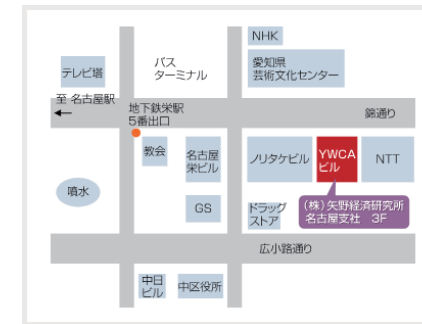 NHK
テレビ塔
バス
ターミナル
愛知県
芸術文化センター
至 名古屋駅
←
地下鉄栄駅
5番出口
錦通り
教会
名古屋
栄ビル
ノリタケビル
YWCA
ビル
NTT
噴水
GS
ドラッグ
ストア
(株)矢野経済研究所
名古屋支社 3F
広小路通り
中日
ビル
中区役所